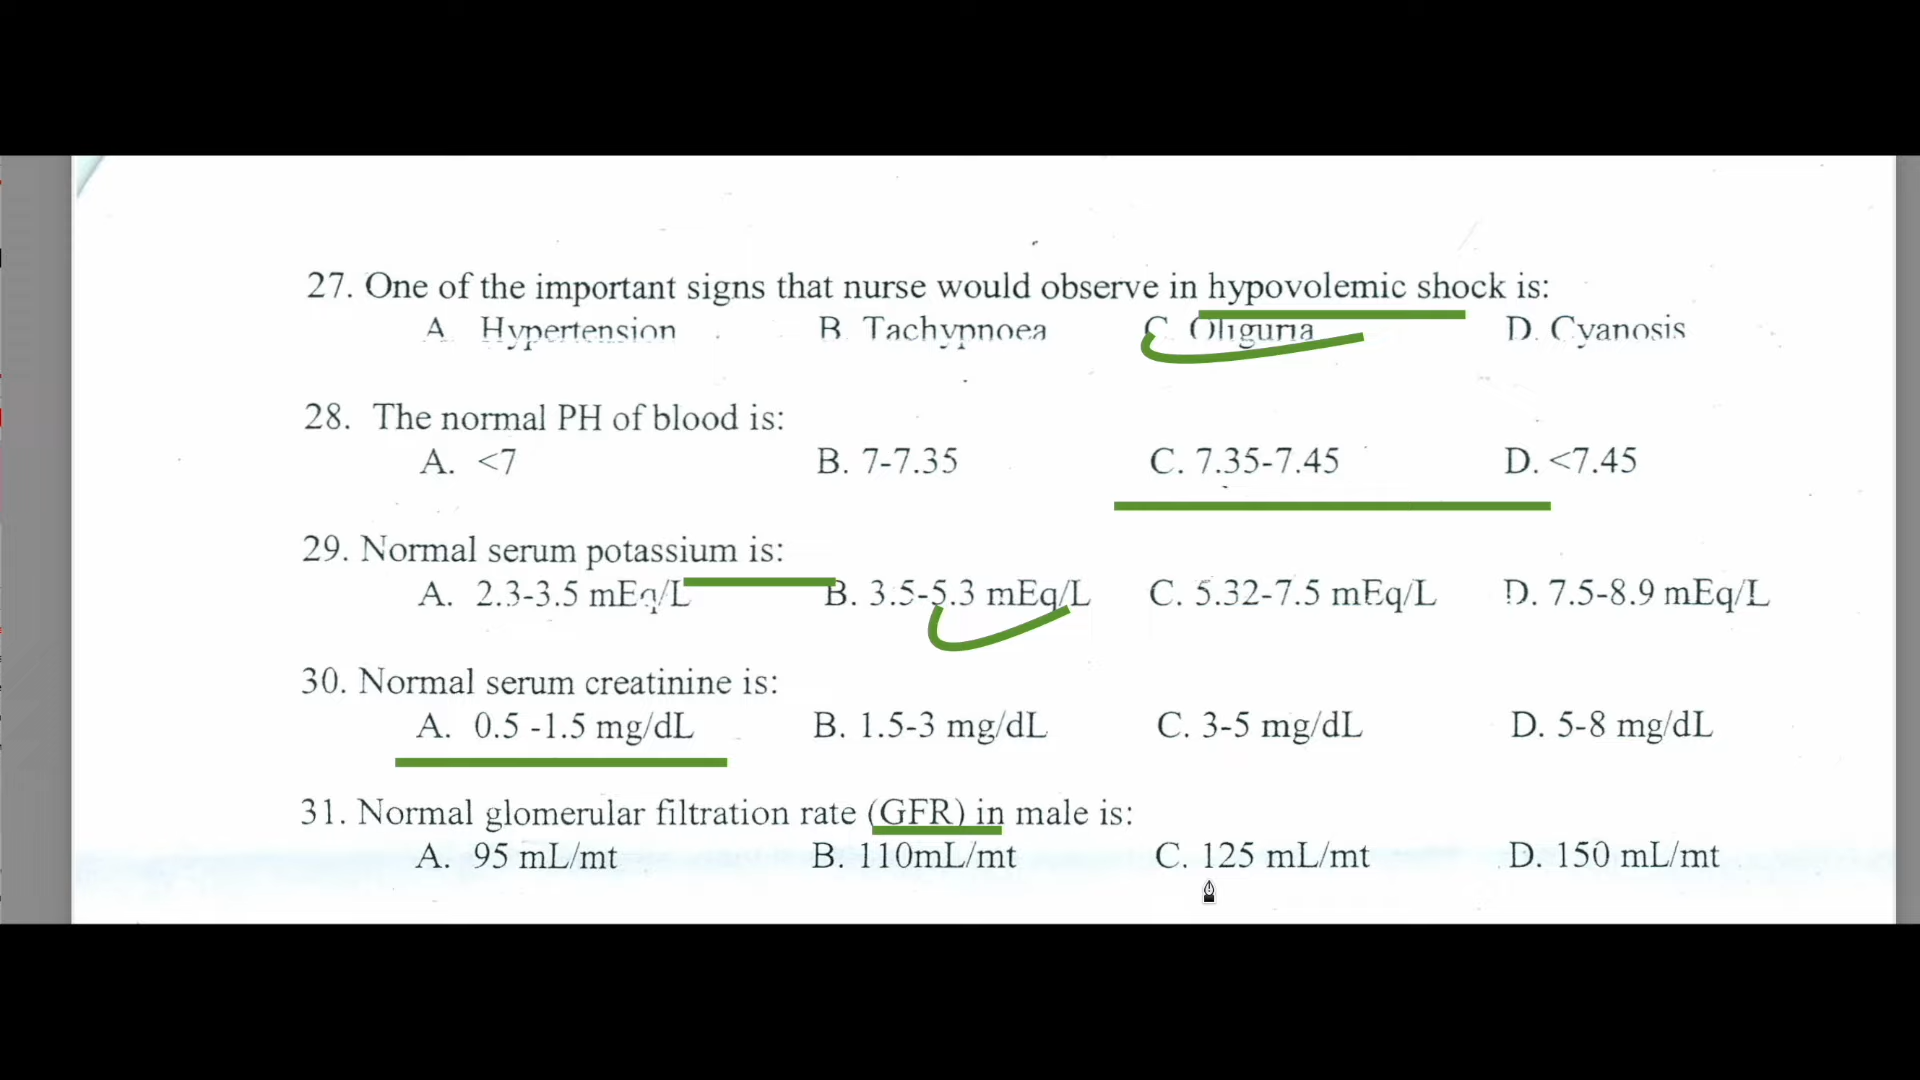 27. One of the important signs that nurse would observe in hypovolemic shock is:
A. Hypertension B. Tachypnoea C. Oliguria D. Cyanosis
28. The normal PH of blood is:
A. <7 B. 7-7.35 C. 7.35-7.45 D. <7.45
29. Normal serum potassium is:
A. 2.3-3.5 mEq/L B. 3.5-5.3 mEq/L C. 5.32-7.5 mEq/L D. 7.5-8.9 mEq/L
30. Normal serum creatinine is:
A. 0.5 -1.5 mg/dL B. 1.5-3 mg/dL C. 3-5 mg/dL D. 5-8 mg/dL
31. Normal glomerular filtration rate (GFR) in male is:
A. 95 mL/mt B. 110mL/mt C. 125 mL/mt D. 150 mL/mt